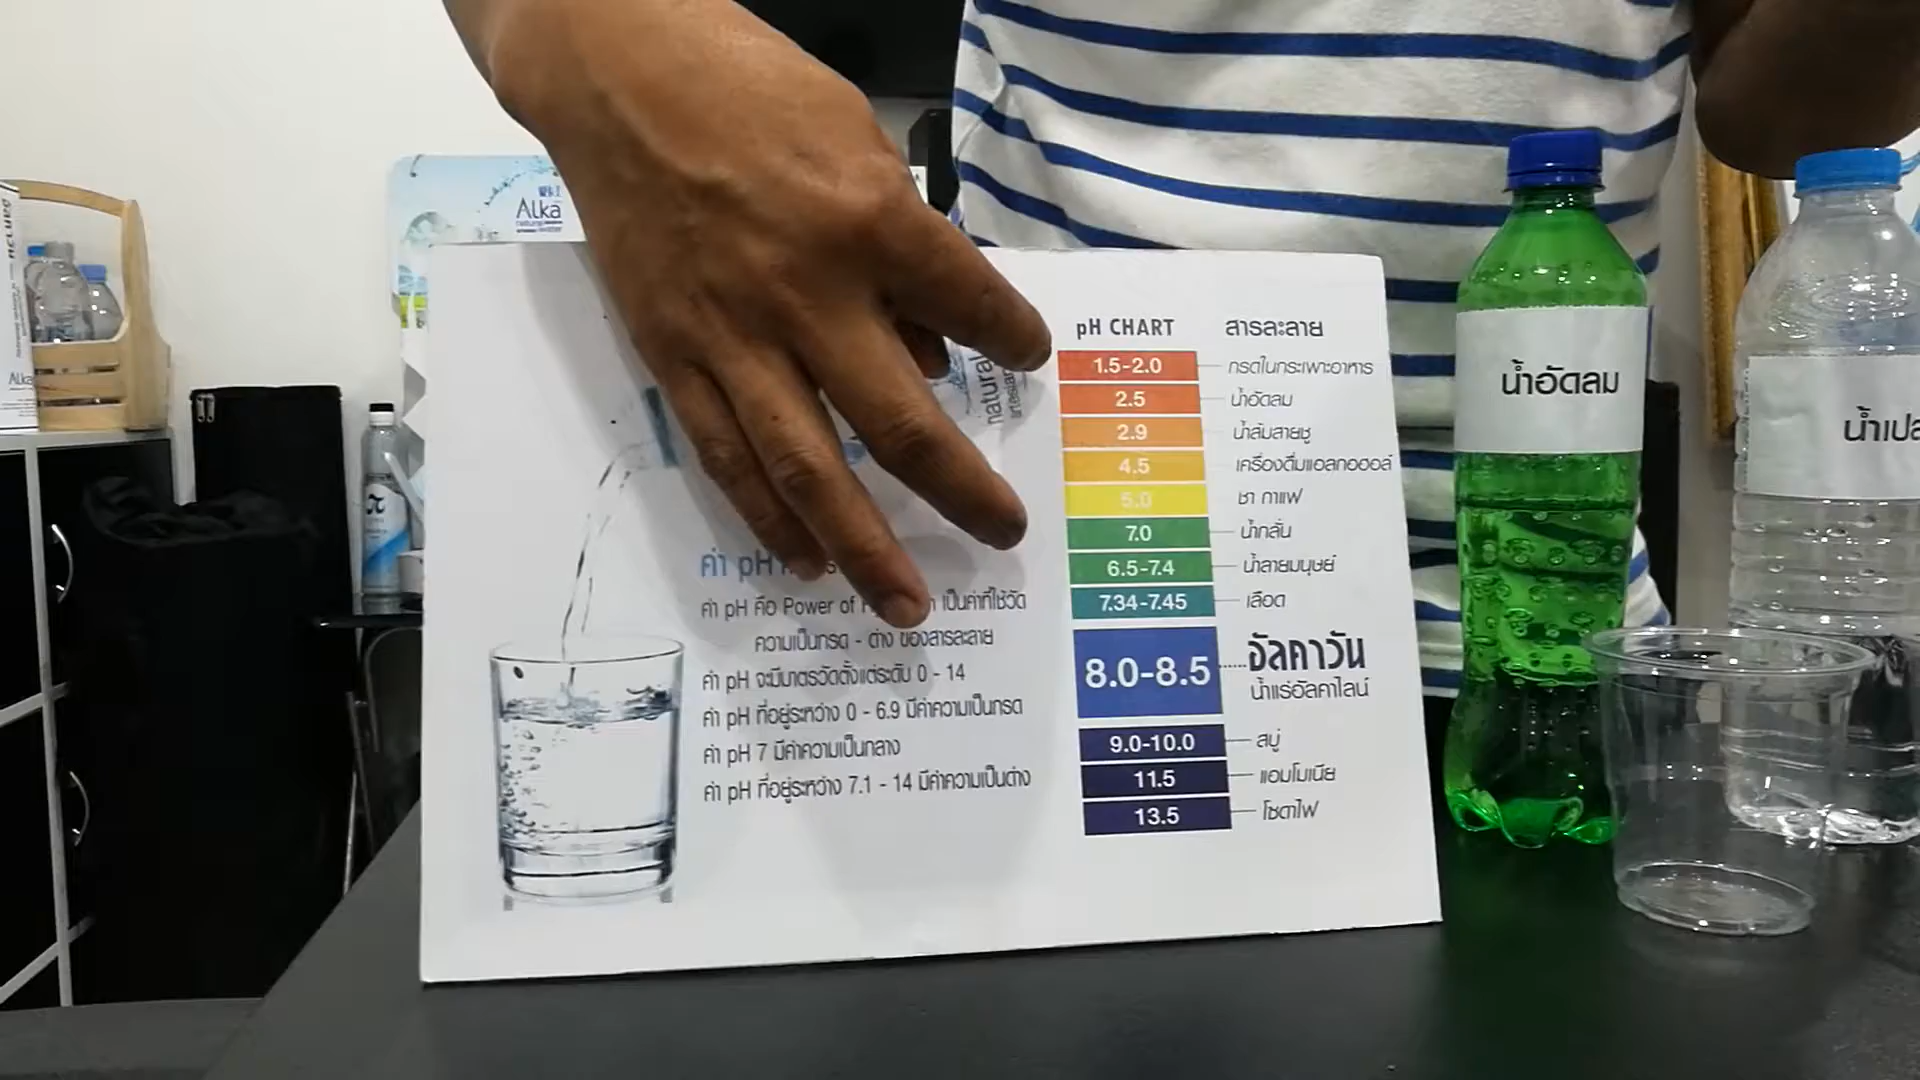 Alka
natural
water
Alka
natural
artesian
pH CHART สารละลาย
1.5-2.0 กรดในกระเพาะอาหาร
2.5 น้ำอัดลม
2.9 น้ำส้มสายชู
4.5 เครื่องดื่มแอลกอฮอล์
5.0 ชา กาแฟ
7.0 น้ำกลั่น
6.5-7.4 น้ำลายมนุษย์
7.34-7.45 เลือด
8.0-8.5 อัลคาวัน
น้ำแร่อัลคาไลน์
9.0-10.0 สบู่
11.5 แอมโมเนีย
13.5 โซดาไฟ
ค่า pH
ค่า pH คือ Power of เป็นค่าที่ใช้วัด
ความเป็นกรด - ด่าง ของสารละลาย
ค่า pH จะมีมาตรวัดตั้งแต่ระดับ 0 - 14
ค่า pH ที่อยู่ระหว่าง 0 - 6.9 มีค่าความเป็นกรด
ค่า pH 7 มีค่าความเป็นกลาง
ค่า pH ที่อยู่ระหว่าง 7.1 - 14 มีค่าความเป็นด่าง
น้ำอัดลม
น้ำเปล